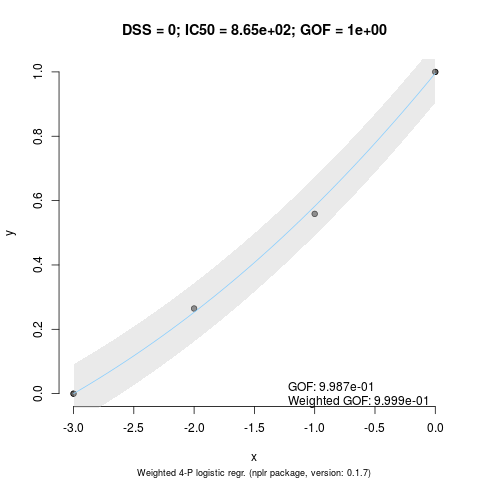 DSS = 0; IC50 = 8.65e+02; GOF = 1e+00
1.0
0.8
0.6
0.4
0.2
0.0
y
GOF: 9.987e-01
Weighted GOF: 9.999e-01
-3.0 -2.5 -2.0 -1.5 -1.0 -0.5 0.0
x
Weighted 4-P logistic regr. (nplr package, version: 0.1.7)